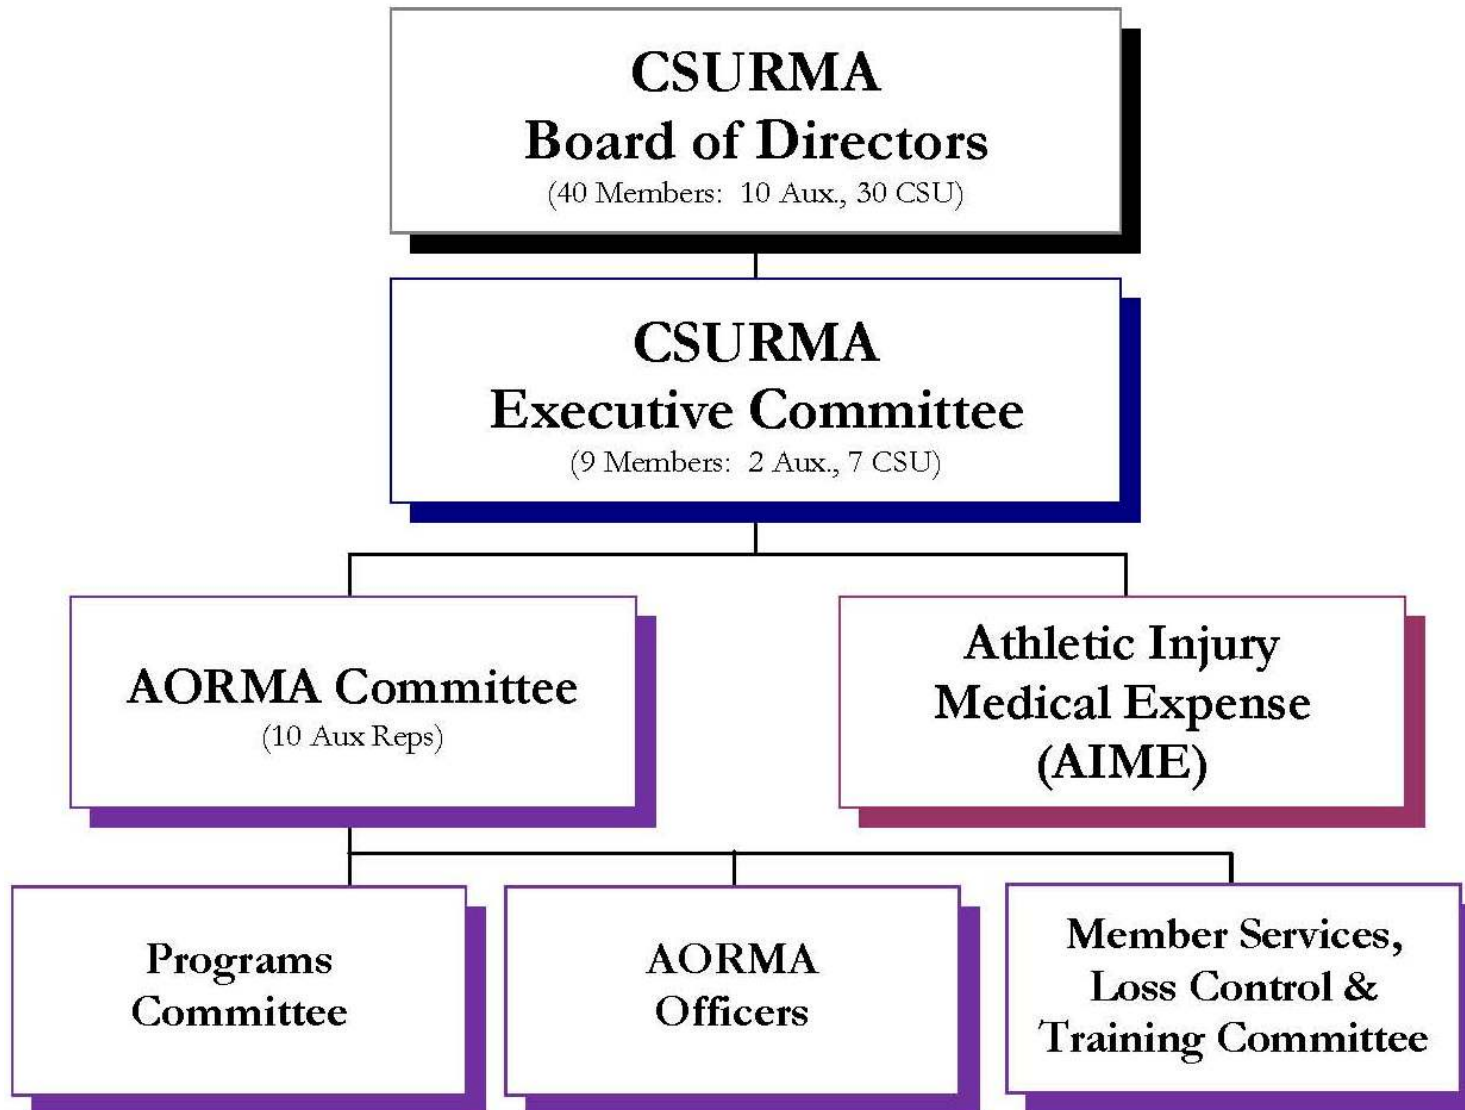 CSURMA
Board of Directors
(40 Members:  10 Aux., 30 CSU)
CSURMA
Executive Committee
(9 Members:  2 Aux., 7 CSU)
AORMA Committee
(10 Aux Reps)
Athletic Injury
Medical Expense
(AIME)
Programs
Committee
AORMA
Officers
Member Services,
Loss Control &
Training Committee